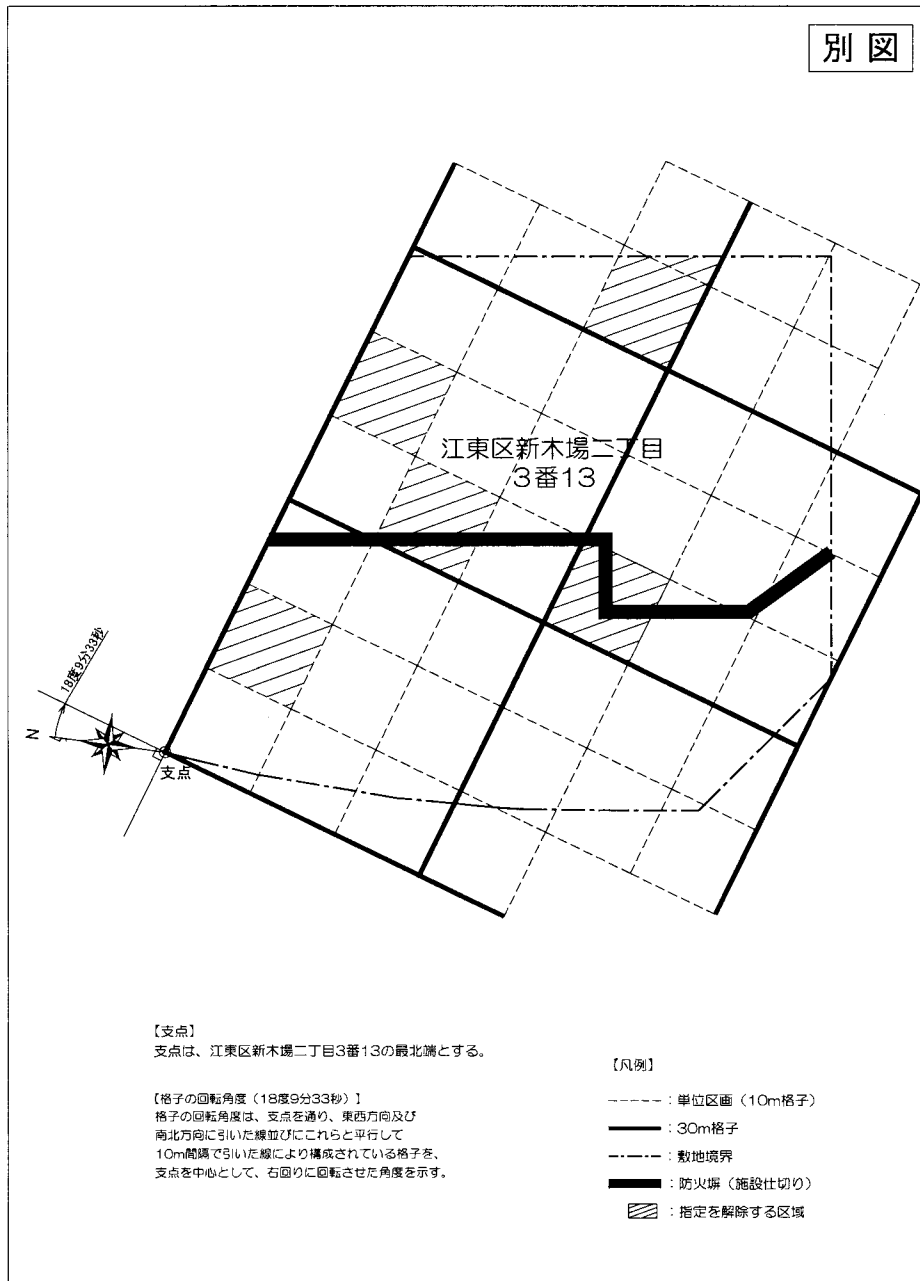 別図
江東区新木場二丁目
3番13
18度9分33秒
N
支点
【支点】
支点は、江東区新木場二丁目3番13の最北端とする。
【格子の回転角度（18度9分33秒）】
格子の回転角度は、支点を通り、東西方向及び
南北方向に引いた線並びにこれらと平行して
10m間隔で引いた線により構成されている格子を、
支点を中心として、右回りに回転させた角度を示す。
【凡例】
：単位区画（10m格子）
：30m格子
：敷地境界
：防火塀（施設仕切り）
：指定を解除する区域